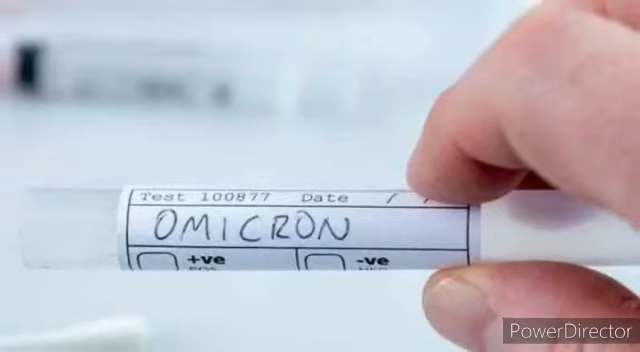 Test 100877 Date / /
OMICRON
+ve -ve
PowerDirector